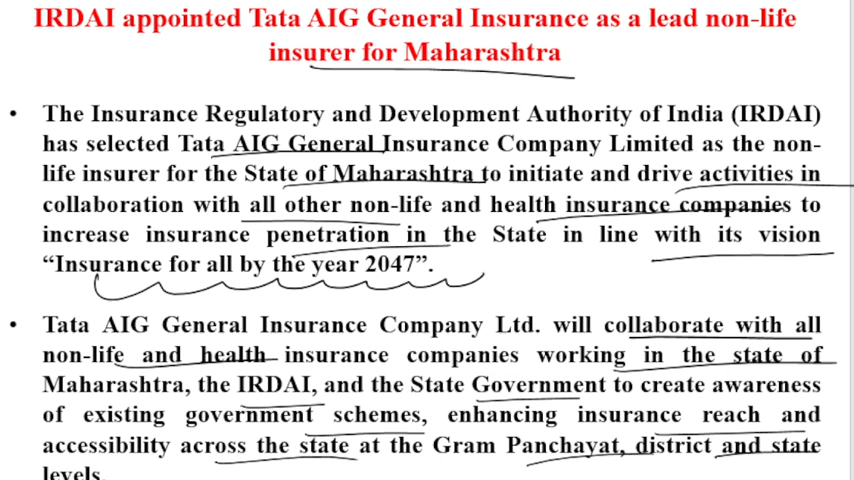 IRDAI appointed Tata AIG General Insurance as a lead non-life
insurer for Maharashtra
• The Insurance Regulatory and Development Authority of India (IRDAI)
has selected Tata AIG General Insurance Company Limited as the non-
life insurer for the State of Maharashtra to initiate and drive activities in
collaboration with all other non-life and health insurance companies to
increase insurance penetration in the State in line with its vision
“Insurance for all by the year 2047”.
• Tata AIG General Insurance Company Ltd. will collaborate with all
non-life and health insurance companies working in the state of
Maharashtra, the IRDAI, and the State Government to create awareness
of existing government schemes, enhancing insurance reach and
accessibility across the state at the Gram Panchayat, district and state
levels.